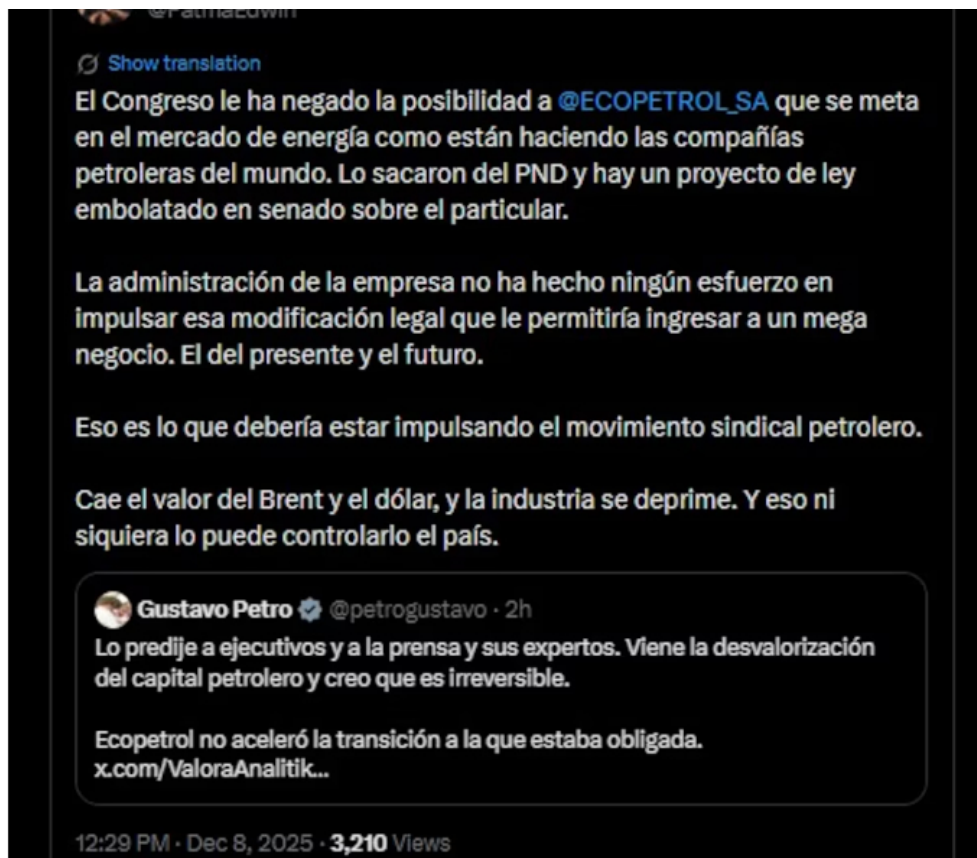 @PalmaEdwin
Show translation
El Congreso le ha negado la posibilidad a @ECOPETROL_SA que se meta
en el mercado de energía como están haciendo las compañías
petroleras del mundo. Lo sacaron del PND y hay un proyecto de ley
embolatado en senado sobre el particular.
La administración de la empresa no ha hecho ningún esfuerzo en
impulsar esa modificación legal que le permitiría ingresar a un mega
negocio. El del presente y el futuro.
Eso es lo que debería estar impulsando el movimiento sindical petrolero.
Cae el valor del Brent y el dólar, y la industria se deprime. Y eso ni
siquiera lo puede controlarlo el país.
Gustavo Petro @petrogustavo · 2h
Lo predije a ejecutivos y a la prensa y sus expertos. Viene la desvalorización
del capital petrolero y creo que es irreversible.
Ecopetrol no aceleró la transición a la que estaba obligada.
x.com/ValoraAnalitik...
12:29 PM · Dec 8, 2025 · 3,210 Views